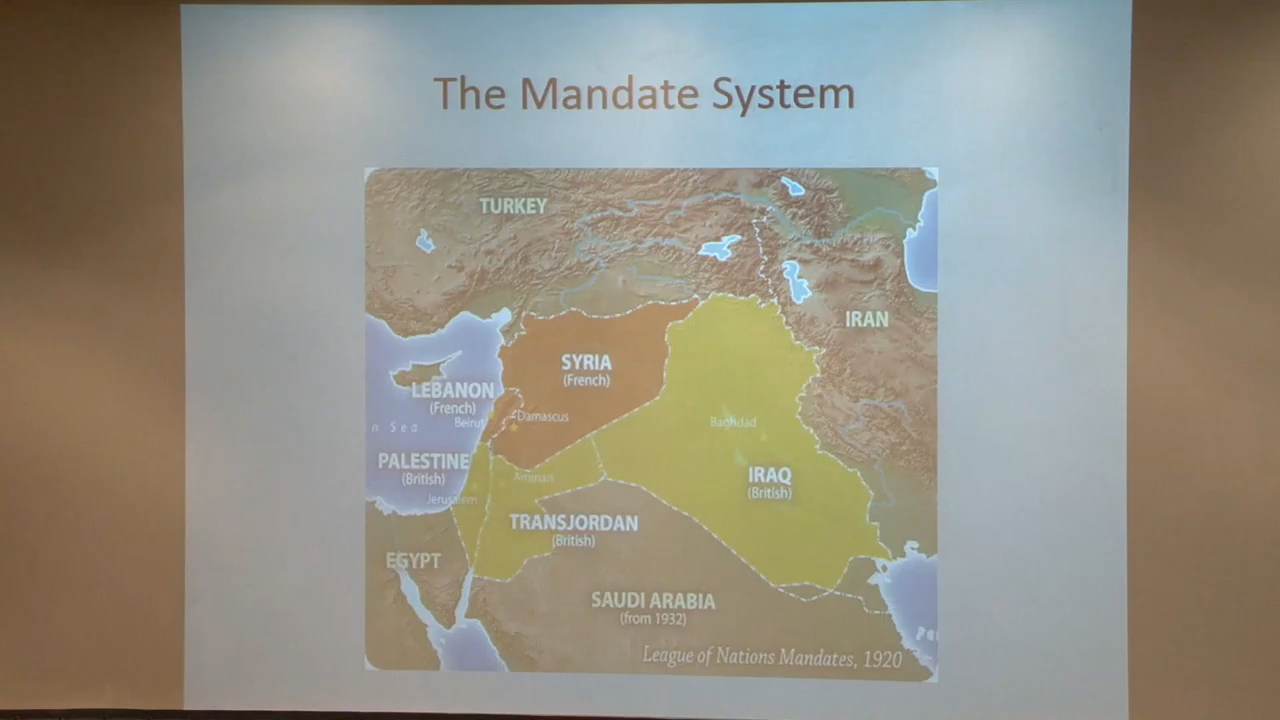 The Mandate System
TURKEY
IRAN
SYRIA
(French)
LEBANON
(French)
Beirut
Damascus
n Sea
Baghdad
PALESTINE
(British)
Jerusalem
Amman
IRAQ
(British)
TRANSJORDAN
(British)
EGYPT
SAUDI ARABIA
(from 1932)
League of Nations Mandates, 1920